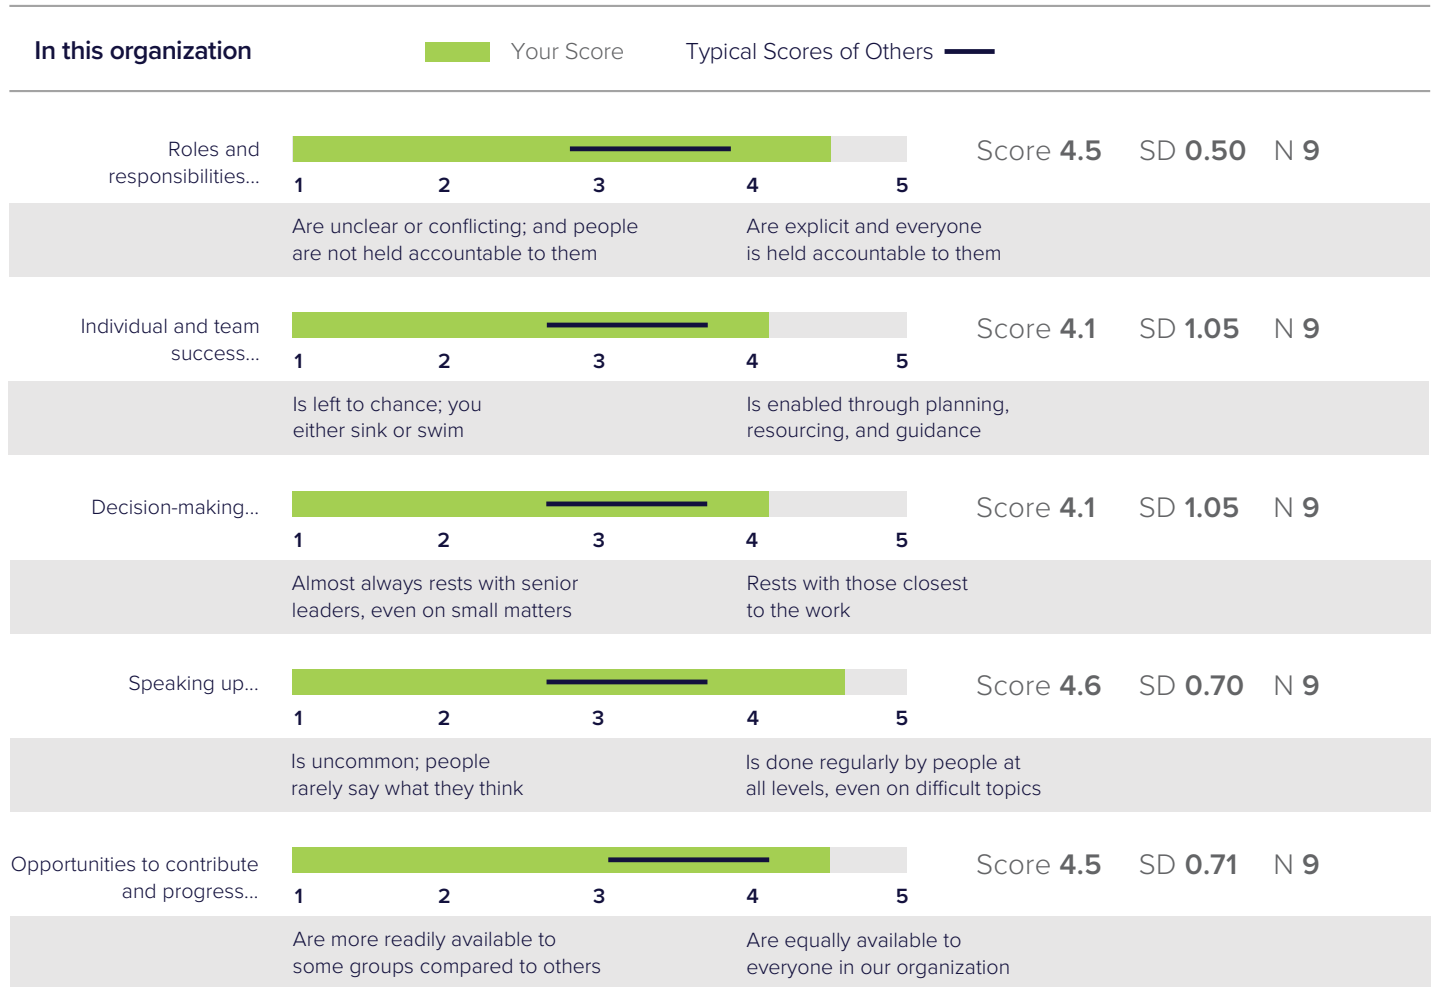 In this organization
Your Score
Typical Scores of Others
Roles and
responsibilities...
1 2 3 4 5
Score 4.5 SD 0.50 N 9
Are unclear or conflicting; and people
are not held accountable to them
Are explicit and everyone
is held accountable to them
Individual and team
success...
1 2 3 4 5
Score 4.1 SD 1.05 N 9
Is left to chance; you
either sink or swim
Is enabled through planning,
resourcing, and guidance
Decision-making...
1 2 3 4 5
Score 4.1 SD 1.05 N 9
Almost always rests with senior
leaders, even on small matters
Rests with those closest
to the work
Speaking up...
1 2 3 4 5
Score 4.6 SD 0.70 N 9
Is uncommon; people
rarely say what they think
Is done regularly by people at
all levels, even on difficult topics
Opportunities to contribute
and progress...
1 2 3 4 5
Score 4.5 SD 0.71 N 9
Are more readily available to
some groups compared to others
Are equally available to
everyone in our organization